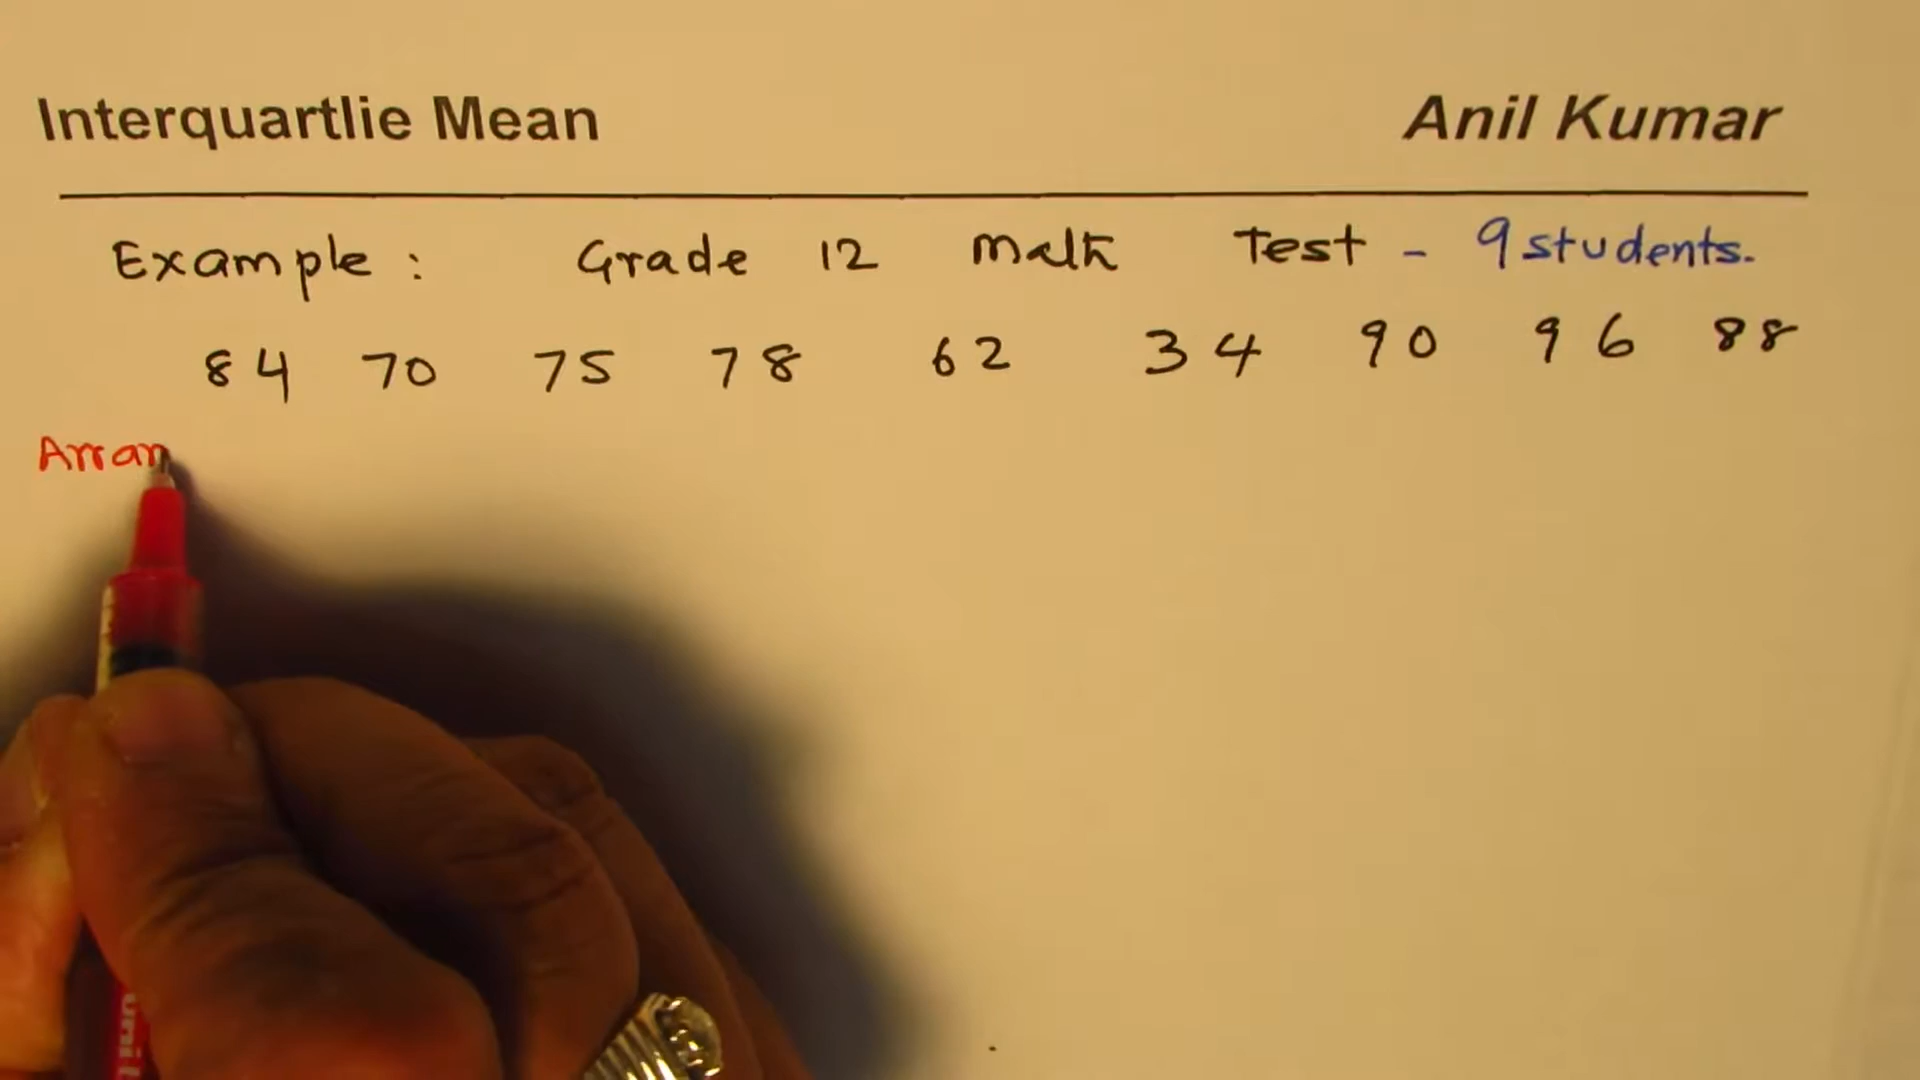 Interquartlie Mean Anil Kumar
Example : Grade 12 Math Test - 9 students.
84 70 75 78 62 34 90 96 88
Arran
uni